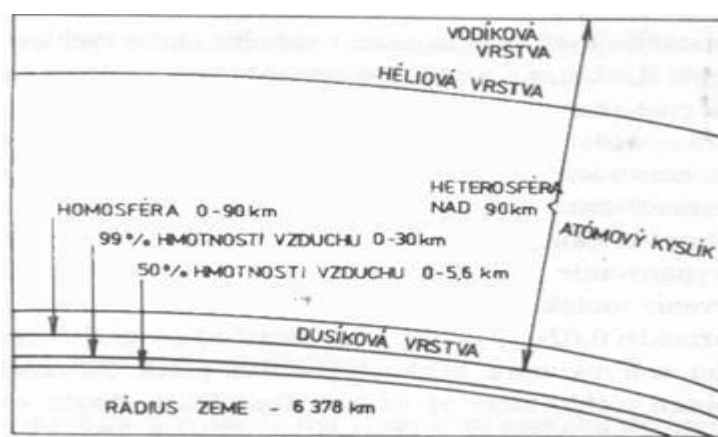 VODÍKOVÁ
VRSTVA
HÉLIOVÁ VRSTVA
HETEROSFÉRA
NAD 90km
ATÓMOVÝ KYSLÍK
HOMOSFÉRA 0-90km
99% HMOTNOSTI VZDUCHU 0-30km
50% HMOTNOSTI VZDUCHU 0-5,6 km
DUSÍKOVÁ VRSTVA
RÁDIUS ZEME - 6 378 km